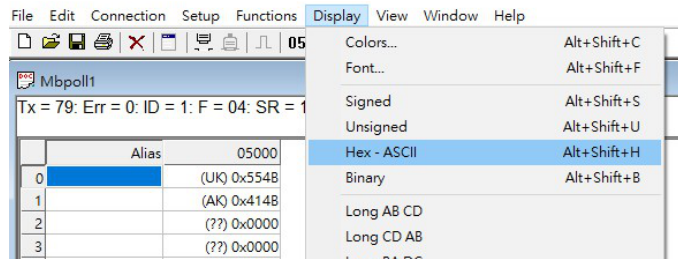 File Edit Connection Setup Functions Display View Window Help
05
Mbpoll1
Tx = 79: Err = 0: ID = 1: F = 04: SR = 1
Alias 05000
0 (UK) 0x554B
1 (AK) 0x414B
2 (??) 0x0000
3 (??) 0x0000
Colors... Alt+Shift+C
Font... Alt+Shift+F
Signed Alt+Shift+S
Unsigned Alt+Shift+U
Hex - ASCII Alt+Shift+H
Binary Alt+Shift+B
Long AB CD
Long CD AB